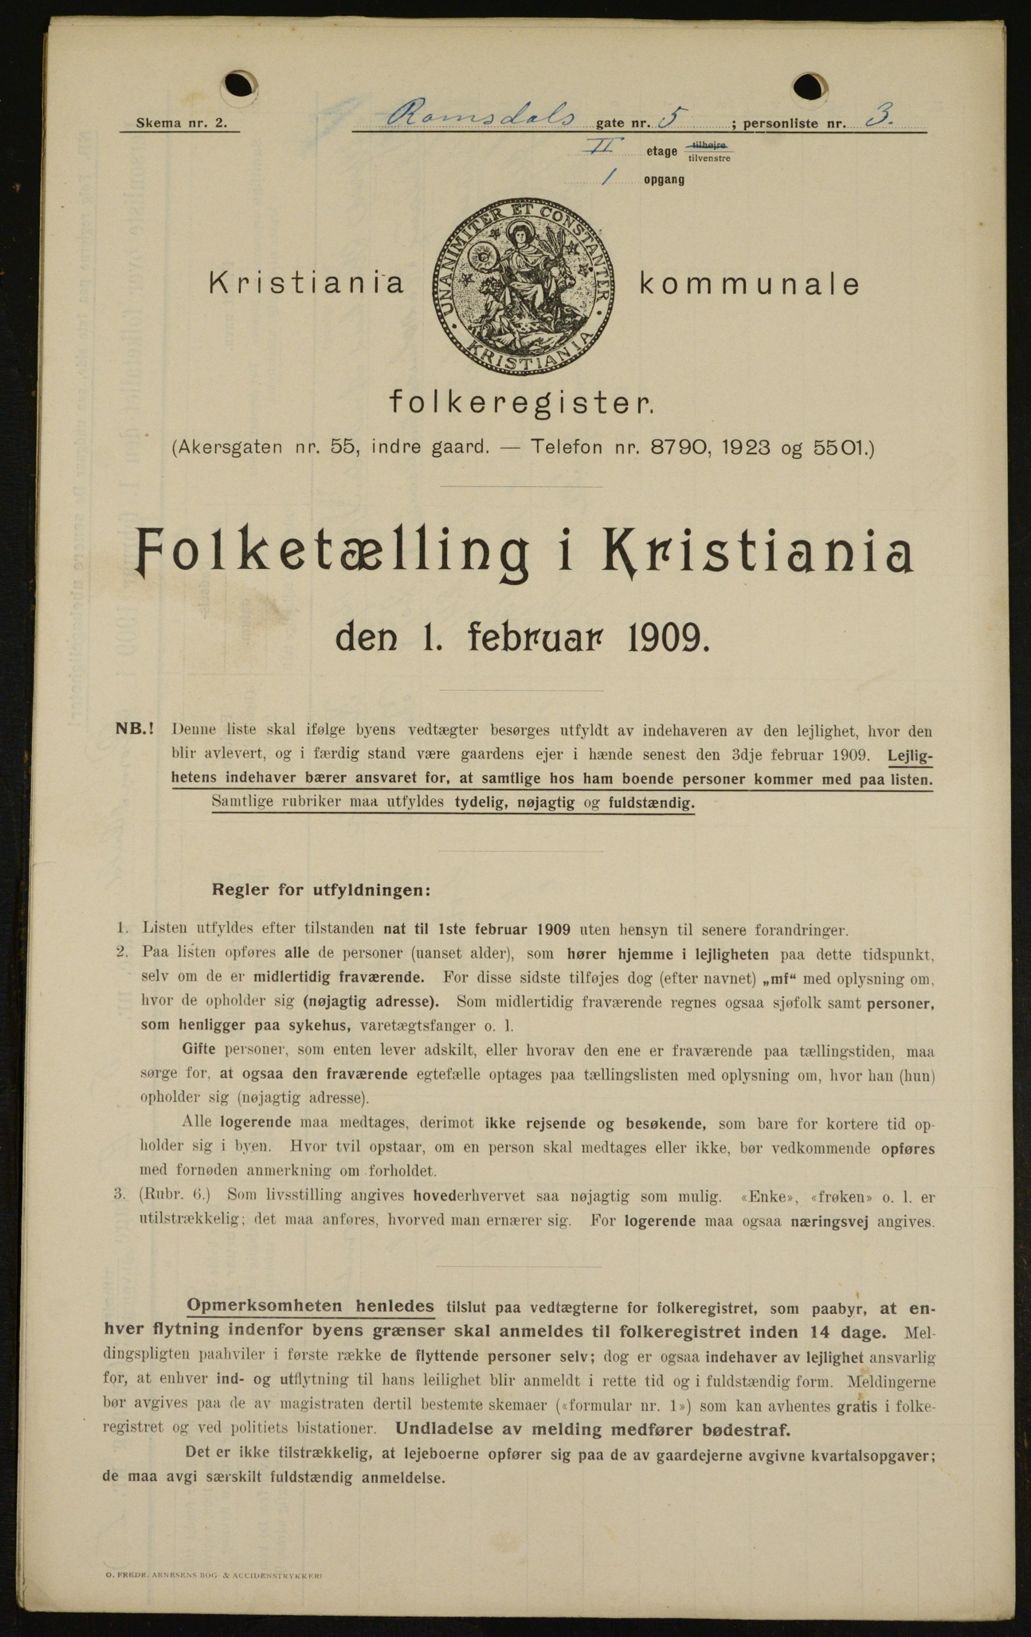 Skema nr. 2.
Romsdals gate nr. 5 ; personliste nr. 3.
II etage tilhøjre
tilvenstre
1 opgang
UNANIMITER ET CONSTANTER
KRISTIANIA
Kristiania kommunale
folkeregister.
(Akersgaten nr. 55, indre gaard. — Telefon nr. 8790, 1923 og 5501.)
Folketælling i Kristiania
den 1. februar 1909.
NB.! Denne liste skal ifølge byens vedtægter besørges utfyldt av indehaveren av den lejlighet, hvor den
blir avlevert, og i færdig stand være gaardens ejer i hænde senest den 3dje februar 1909. Lejlig-
hetens indehaver bærer ansvaret for, at samtlige hos ham boende personer kommer med paa listen.
Samtlige rubriker maa utfyldes tydelig, nøjagtig og fuldstændig.
Regler for utfyldningen:
1. Listen utfyldes efter tilstanden nat til 1ste februar 1909 uten hensyn til senere forandringer.
2. Paa listen opføres alle de personer (uanset alder), som hører hjemme i lejligheten paa dette tidspunkt,
selv om de er midlertidig fraværende. For disse sidste tilføjes dog (efter navnet) „mf“ med oplysning om,
hvor de opholder sig (nøjagtig adresse). Som midlertidig fraværende regnes ogsaa sjøfolk samt personer,
som henligger paa sykehus, varetægtsfanger o. l.
Gifte personer, som enten lever adskilt, eller hvorav den ene er fraværende paa tællingstiden, maa
sørge for, at ogsaa den fraværende egtefælle optages paa tællingslisten med oplysning om, hvor han (hun)
opholder sig (nøjagtig adresse).
Alle logerende maa medtages, derimot ikke rejsende og besøkende, som bare for kortere tid op-
holder sig i byen. Hvor tvil opstaar, om en person skal medtages eller ikke, bør vedkommende opføres
med fornøden anmerkning om forholdet.
3. (Rubr. 6.) Som livsstilling angives hovederhvervet saa nøjagtig som mulig. «Enke», «frøken» o. l. er
utilstrækkelig; det maa anføres, hvorved man ernærer sig. For logerende maa ogsaa næringsvej angives.
Opmerksomheten henledes tilslut paa vedtægterne for folkeregistret, som paabyr, at en-
hver flytning indenfor byens grænser skal anmeldes til folkeregistret inden 14 dage. Mel-
dingspligten paahviler i første række de flyttende personer selv; dog er ogsaa indehaver av lejlighet ansvarlig
for, at enhver ind- og utflytning til hans leilighet blir anmeldt i rette tid og i fuldstændig form. Meldingerne
bør avgives paa de av magistraten dertil bestemte skemaer («formular nr. 1») som kan avhentes gratis i folke-
registret og ved politiets bistationer. Undladelse av melding medfører bødestraf.
Det er ikke tilstrækkelig, at lejeboerne opfører sig paa de av gaardejerne avgivne kvartalsopgaver;
de maa avgi særskilt fuldstændig anmeldelse.
O. FREDR. ARNESENS BOG- & ACCIDENSTRYKKERI